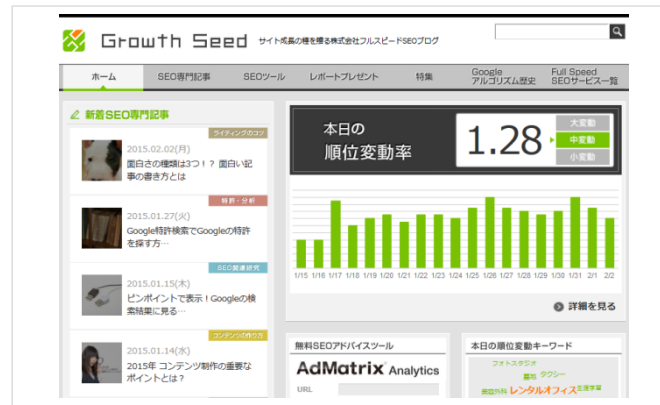 Growth Seed サイト成長の種を贈る株式会社フルスピードSEOブログ
ホーム SEO専門記事 SEOツール レポートプレゼント 特集 Google アルゴリズム歴史 Full Speed SEOサービス一覧
新着SEO専門記事
ライティングのコツ
2015.02.02(月)
面白さの種類は3つ！？ 面白い記
事の書き方とは
特許・分析
2015.01.27(火)
Google特許検索でGoogleの特許
を探す方…
SEO関連研究
2015.01.15(木)
ピンポイントで表示！Googleの検
索結果に見る…
コンテンツの作り方
2015.01.14(水)
2015年 コンテンツ制作の重要な
ポイントとは？
本日の
順位変動率
1.28
大変動
中変動
小変動
1/15 1/16 1/17 1/18 1/19 1/20 1/21 1/22 1/23 1/24 1/25 1/26 1/27 1/28 1/29 1/30 1/31 2/1 2/2
詳細を見る
無料SEOアドバイスツール
AdMatrix Analytics
URL
本日の順位変動キーワード
フォトスタジオ
墓地 タクシー
美容外科 レンタルオフィス 生涯学習